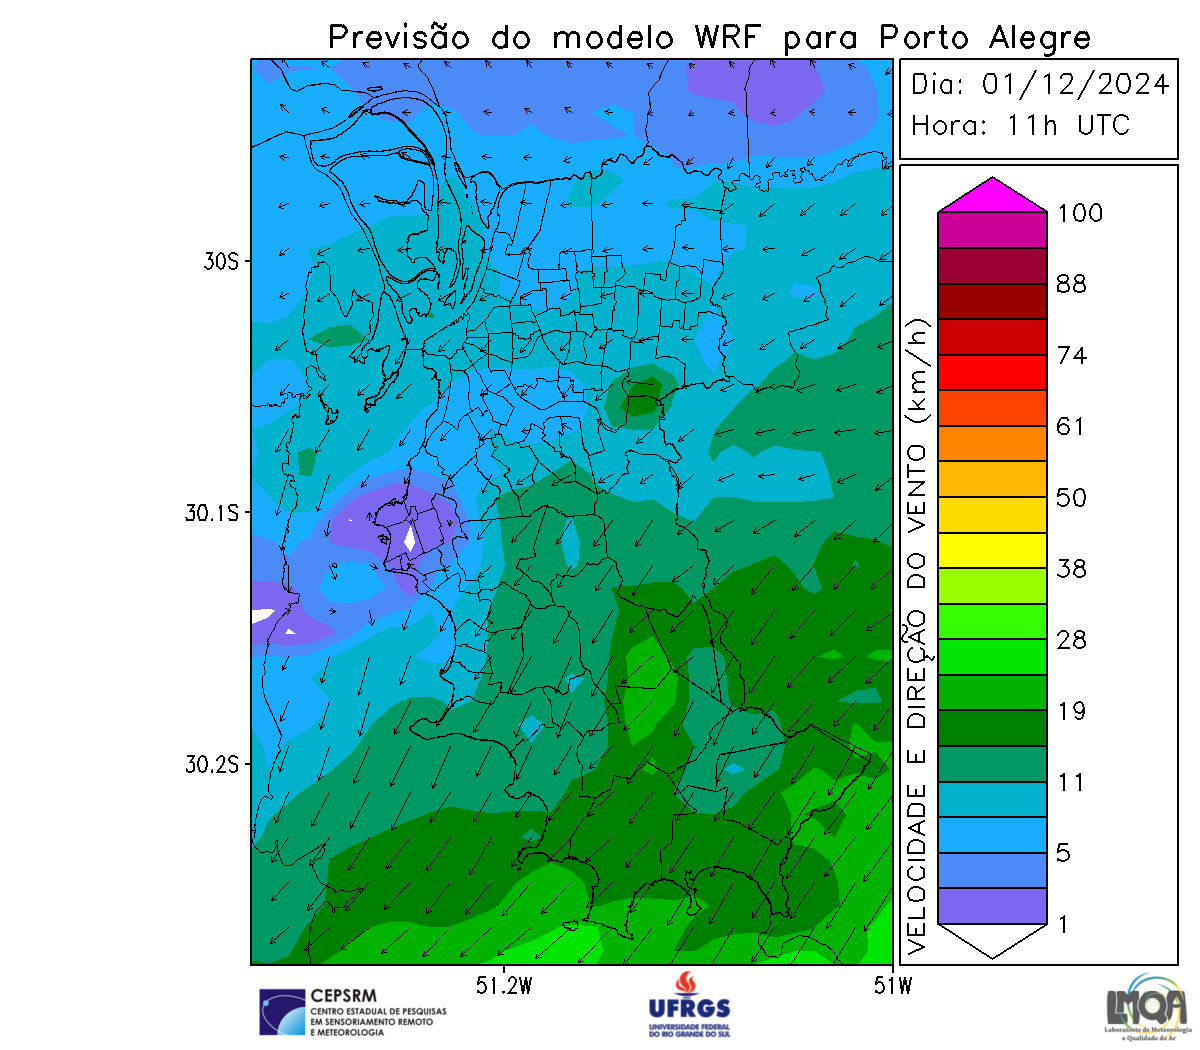 Previsão do modelo WRF para Porto Alegre
Dia: 01/12/2024
Hora: 11h UTC
30S
30.1S
30.2S
51.2W
51W
VELOCIDADE E DIREÇÃO DO VENTO (km/h)
100
88
74
61
50
38
28
19
11
5
1
CEPSRM
CENTRO ESTADUAL DE PESQUISAS
EM SENSORIAMENTO REMOTO
E METEOROLOGIA
UFRGS
UNIVERSIDADE FEDERAL
DO RIO GRANDE DO SUL
LMQA
Laboratório de Meteorologia
e Qualidade do Ar